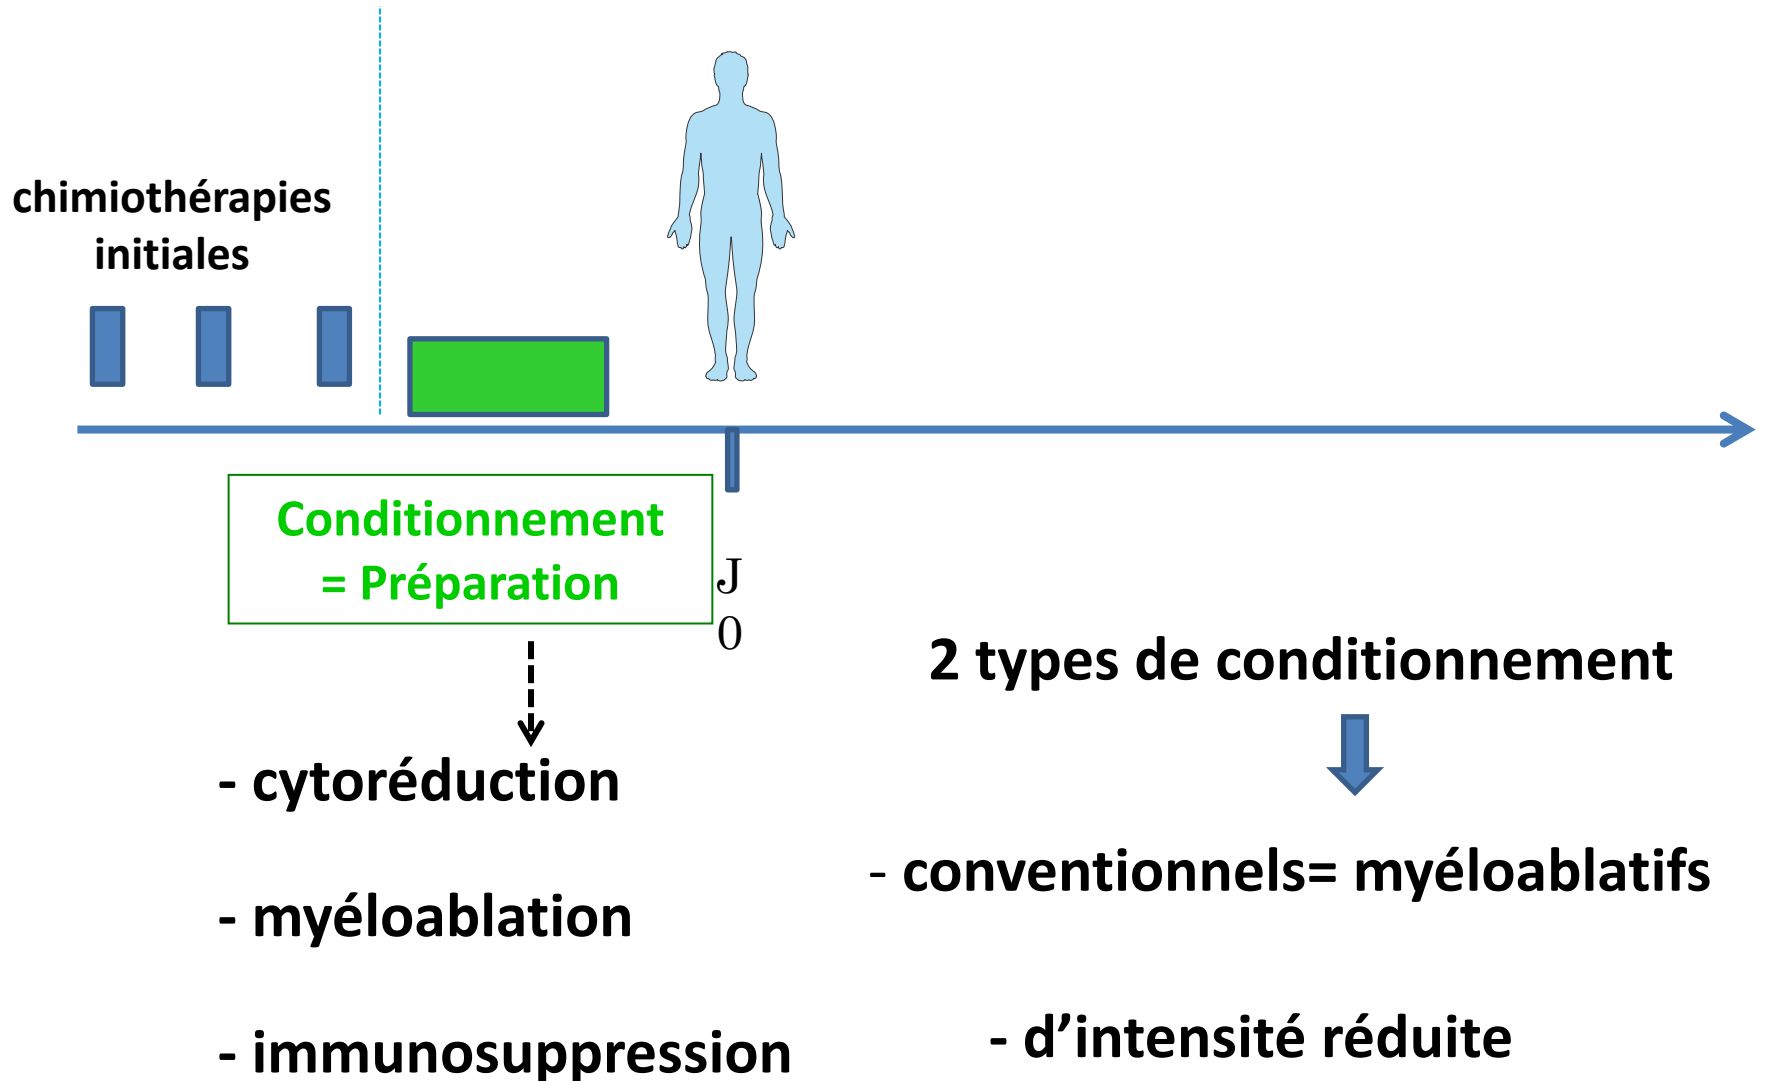 chimiothérapies
initiales
Conditionnement
= Préparation
J
0
- cytoréduction
- myéloablation
- immunosuppression
2 types de conditionnement
- conventionnels= myéloablatifs
- d’intensité réduite